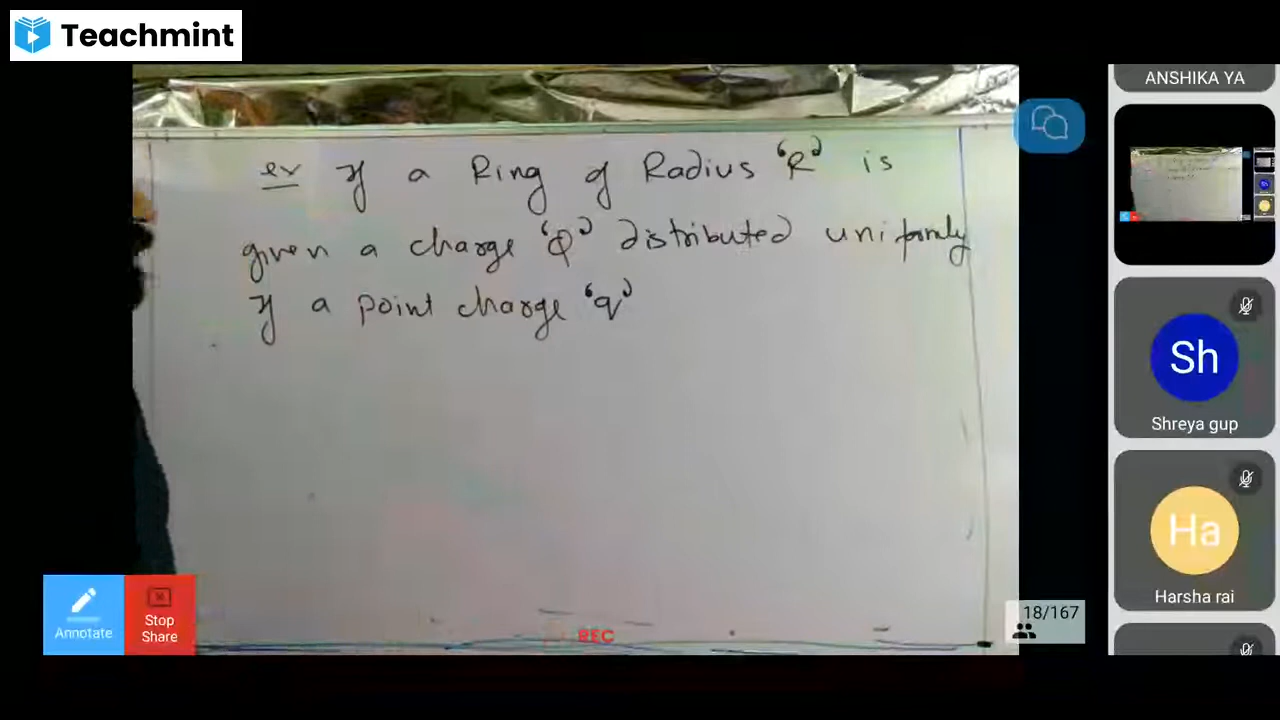 Teachmint
ANSHIKA YA
ex If a Ring of Radius 'R' is
given a charge 'Q' distributed uniformly
If a point charge 'q'
Sh
Shreya gup
Ha
Harsha rai
Annotate
Stop
Share
REC
18/167